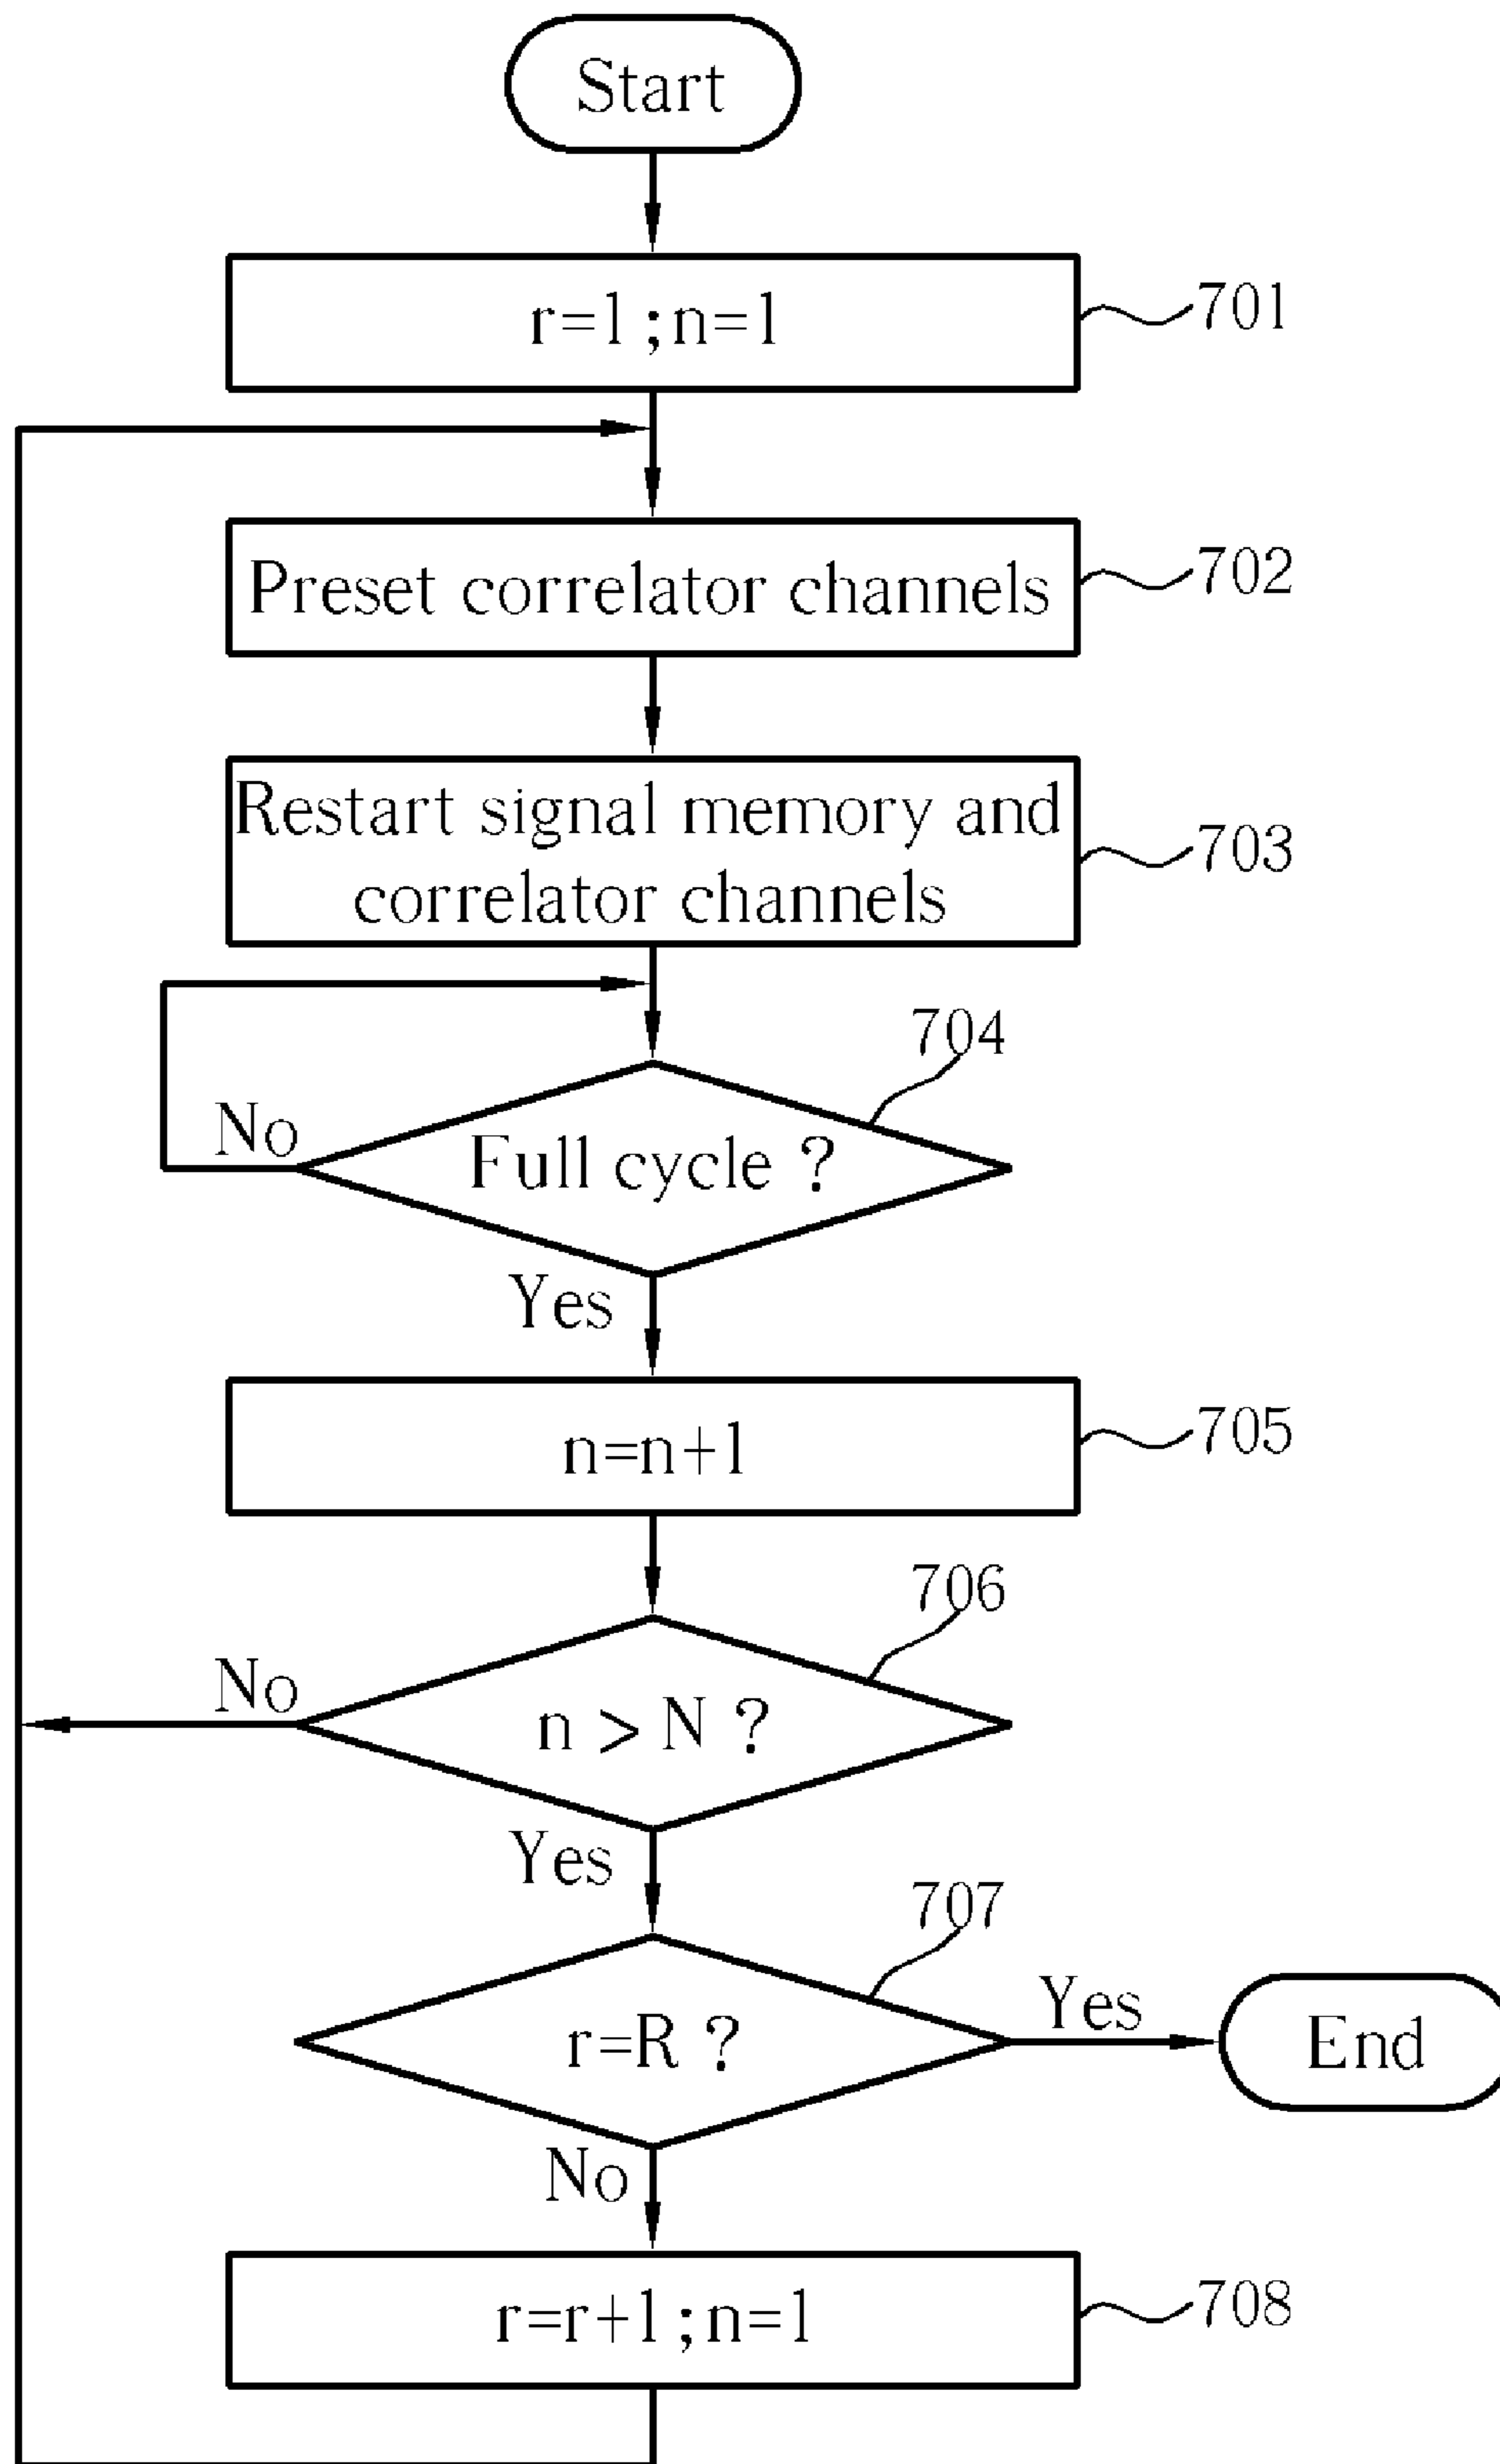 Start
r=1;n=1
701
Preset correlator channels
702
Restart signal memory and
correlator channels
703
704
No
Full cycle ?
Yes
n=n+1
705
706
No
n > N ?
Yes
707
r=R ?
Yes
End
No
r=r+1;n=1
708